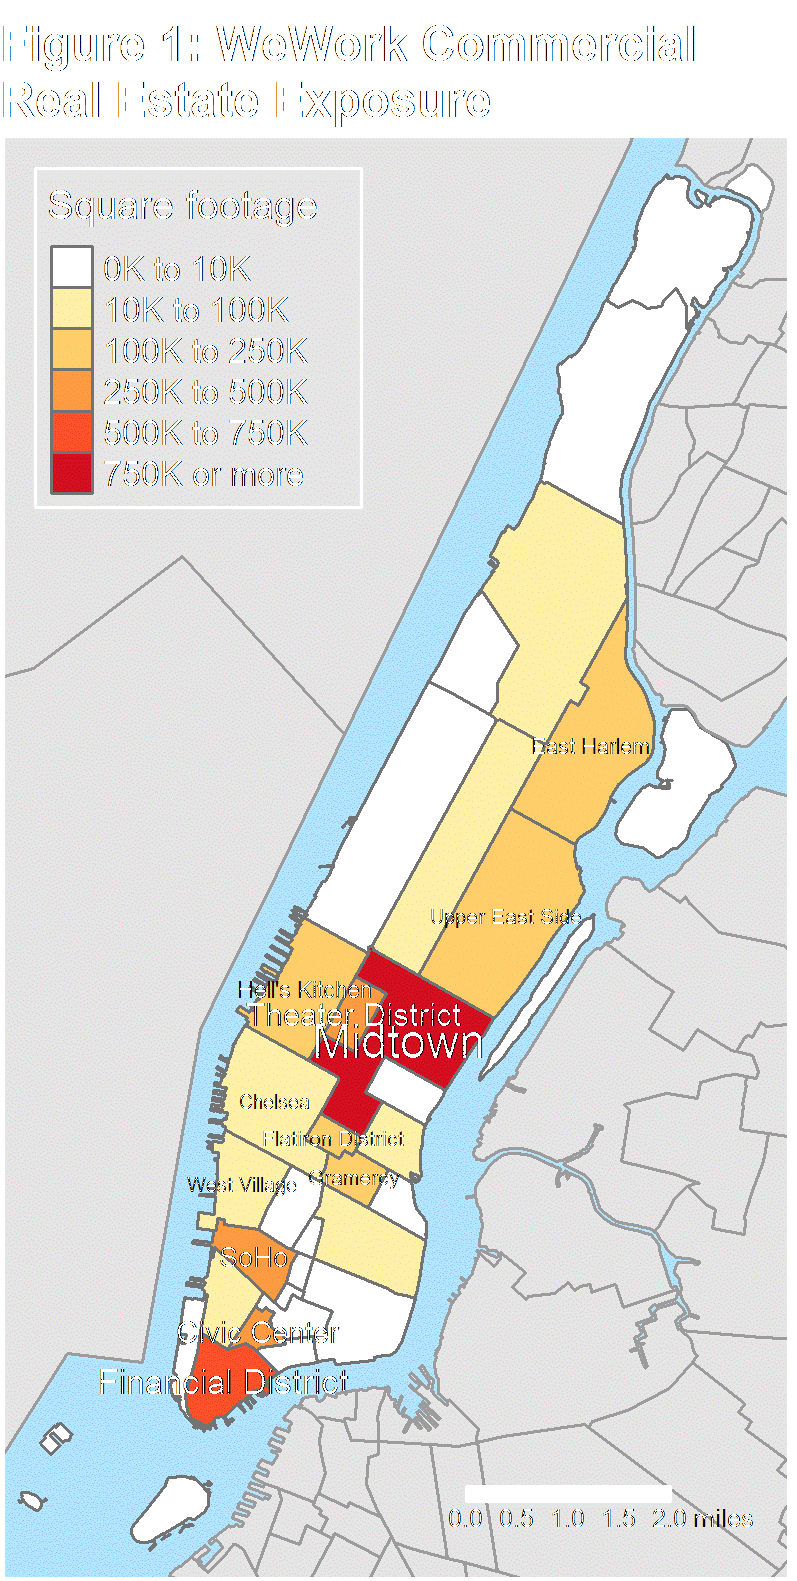 Figure 1: WeWork Commercial
Real Estate Exposure
Square footage
0K to 10K
10K to 100K
100K to 250K
250K to 500K
500K to 750K
750K or more
East Harlem
Upper East Side
Hell's Kitchen
Theater District
Midtown
Chelsea
Flatiron District
Gramercy
West Village
SoHo
Civic Center
Financial District
0.0 0.5 1.0 1.5 2.0 miles